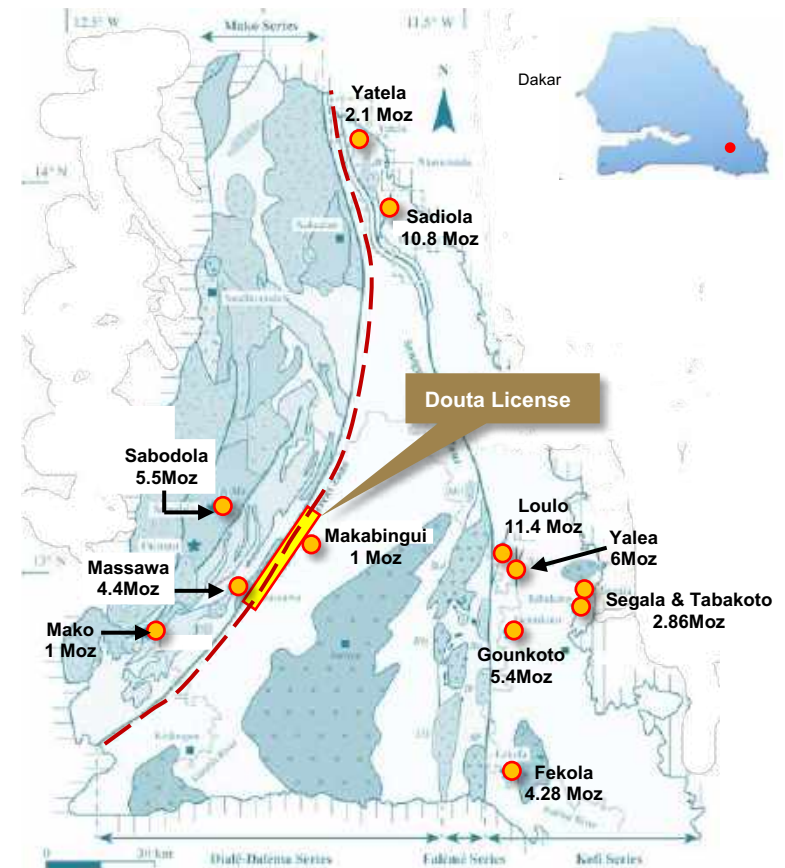 12.5° W
11.5° W
Mako Series
N
Dakar
Yatela
2.1 Moz
14° N
Sadiola
10.8 Moz
Douta License
Sabodola
5.5Moz
Loulo
11.4 Moz
Makabingui
1 Moz
Yalea
6Moz
13° N
Massawa
4.4Moz
Segala & Tabakoto
2.86Moz
Mako
1 Moz
Gounkoto
5.4Moz
Fekola
4.28 Moz
0
20 km
Dialé-Daléma Series
Falémé Series
Kofi Series